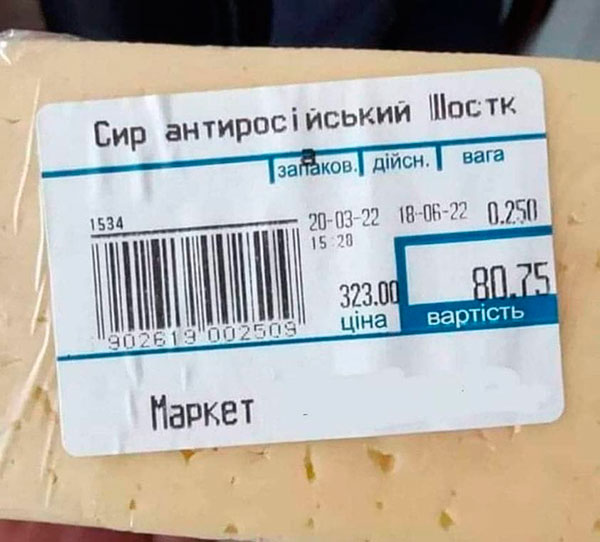 Сир антиросійський Шостк
а
запаков. дійсн. вага
1534
20-03-22 18-06-22 0.250
15:28
323.00 80.75
ціна вартість
902619 002509
Маркет